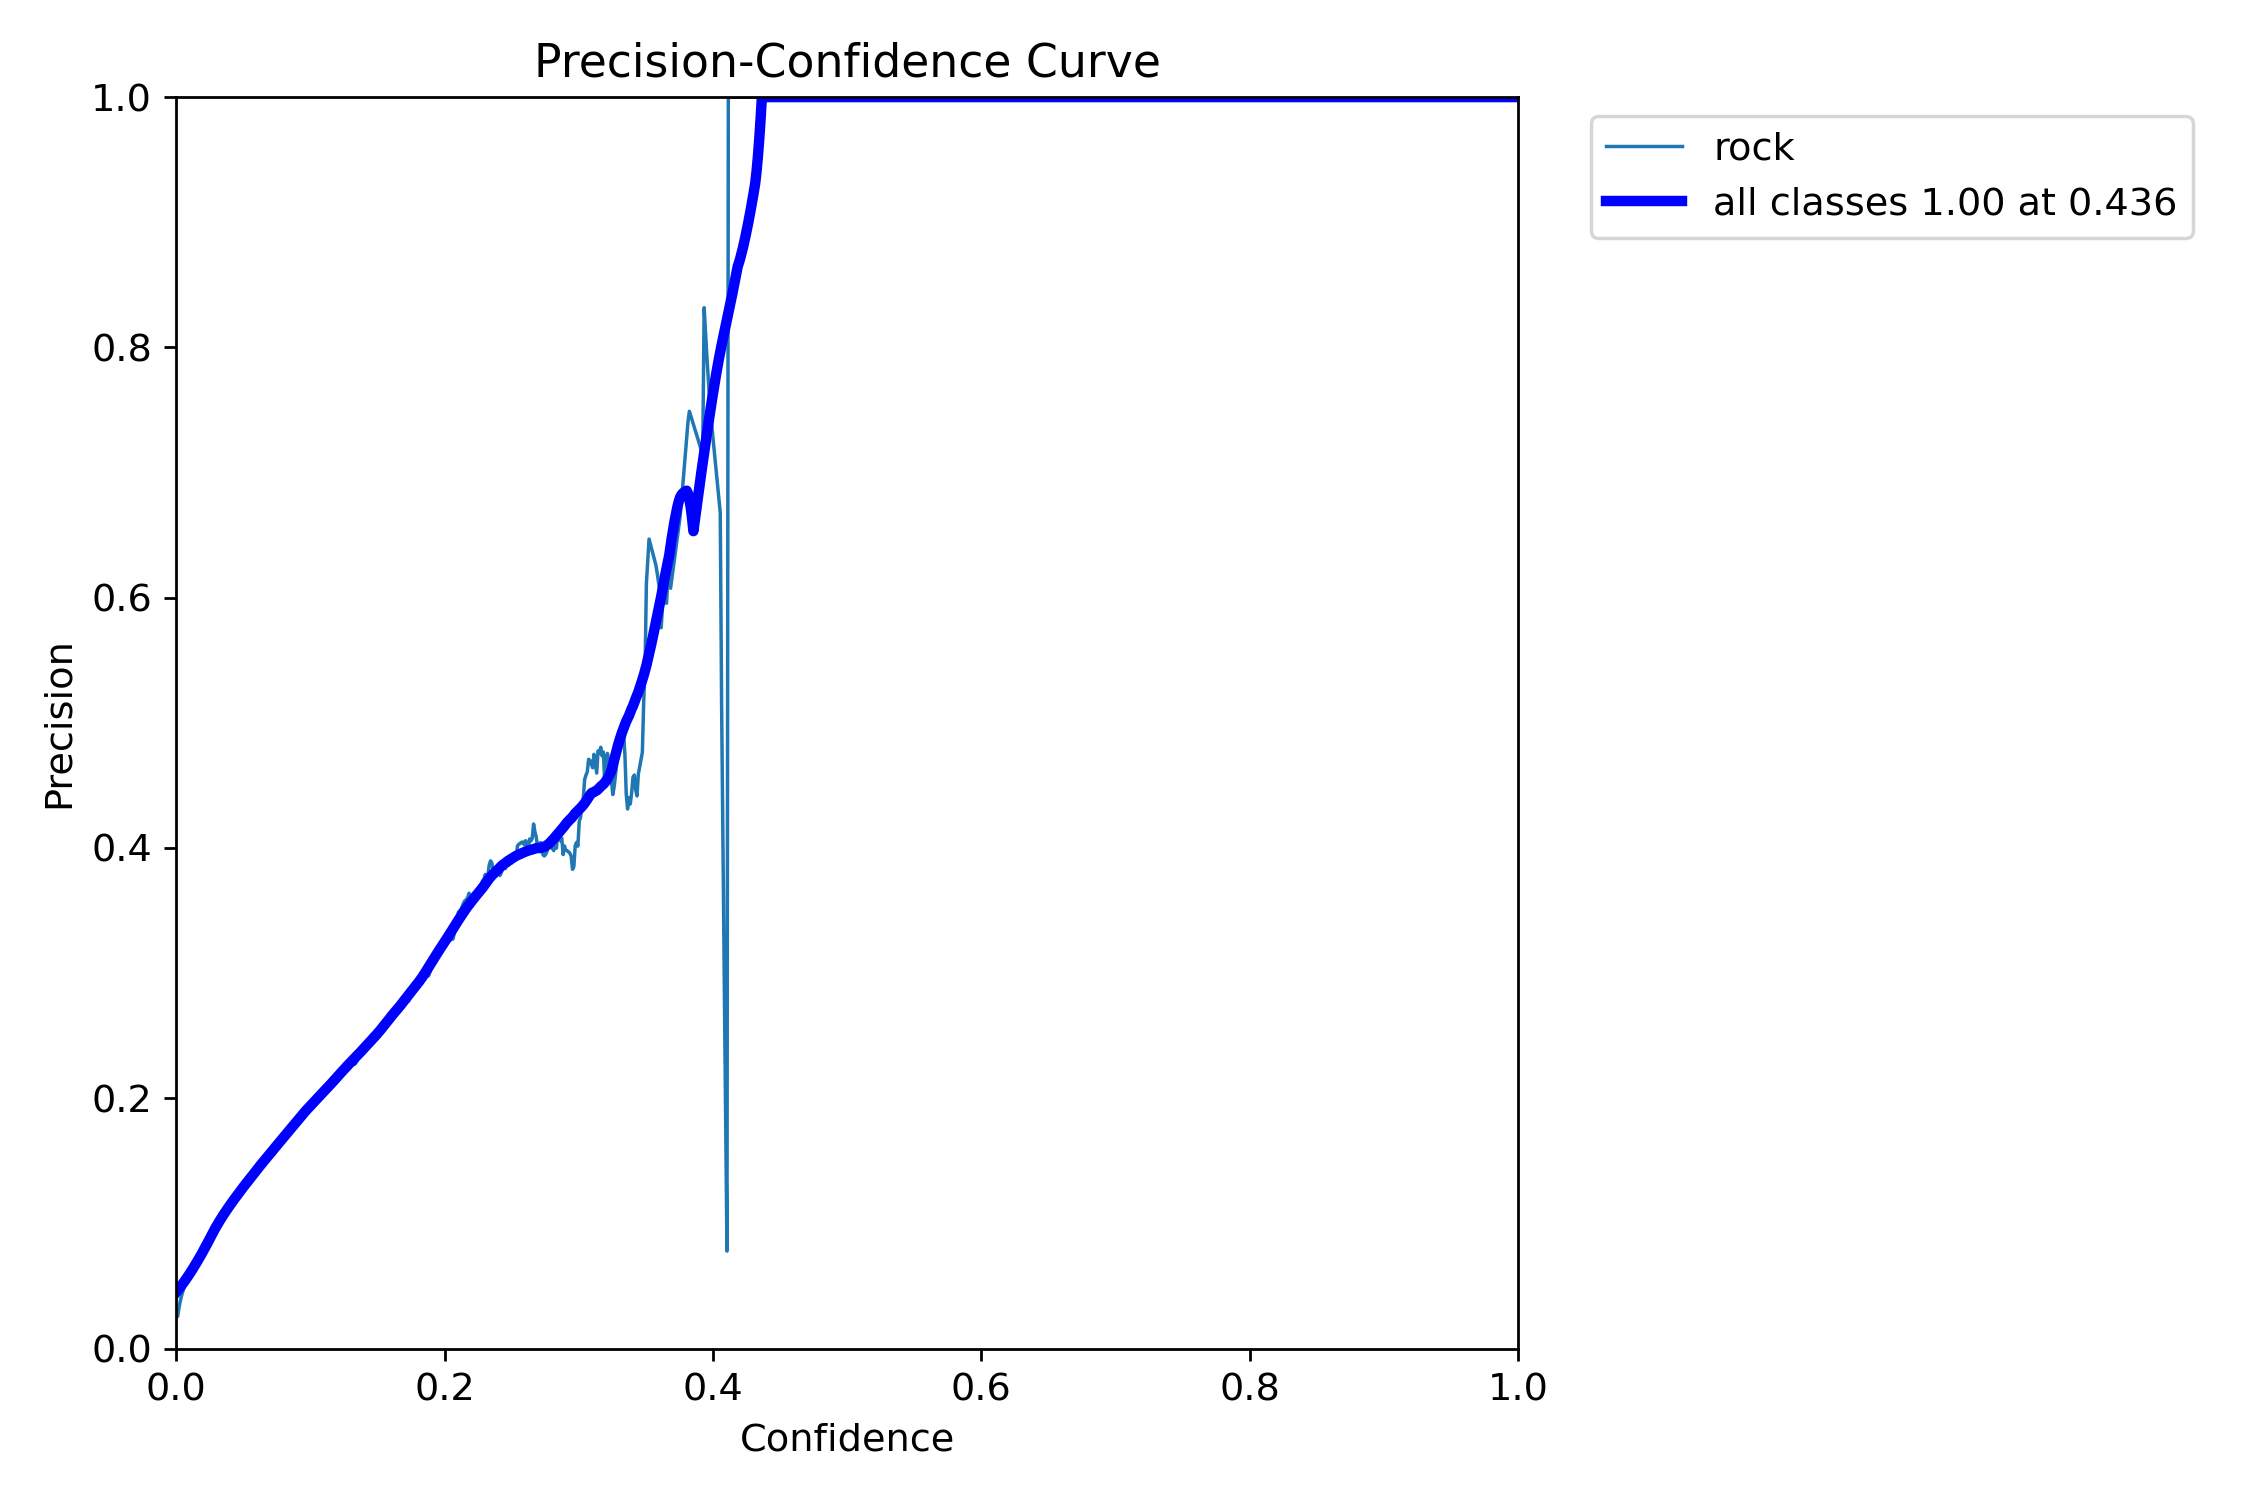 Precision-Confidence Curve
1.0
0.8
0.6
0.4
0.2
0.0
Precision
0.0 0.2 0.4 0.6 0.8 1.0
Confidence
rock
all classes 1.00 at 0.436